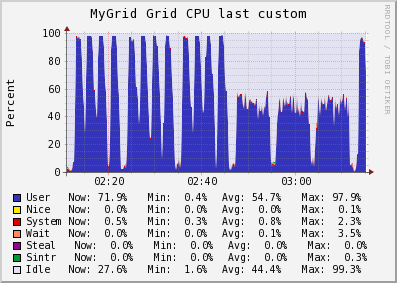 MyGrid Grid CPU last custom
RRDTOOL / TOBI OETIKER
Percent
100
80
60
40
20
0
02:20 02:40 03:00
User Now: 71.9% Min: 0.4% Avg: 54.7% Max: 97.9%
Nice Now: 0.0% Min: 0.0% Avg: 0.0% Max: 0.1%
System Now: 0.5% Min: 0.3% Avg: 0.8% Max: 2.3%
Wait Now: 0.0% Min: 0.0% Avg: 0.1% Max: 3.5%
Steal Now: 0.0% Min: 0.0% Avg: 0.0% Max: 0.0%
Sintr Now: 0.0% Min: 0.0% Avg: 0.0% Max: 0.3%
Idle Now: 27.6% Min: 1.6% Avg: 44.4% Max: 99.3%